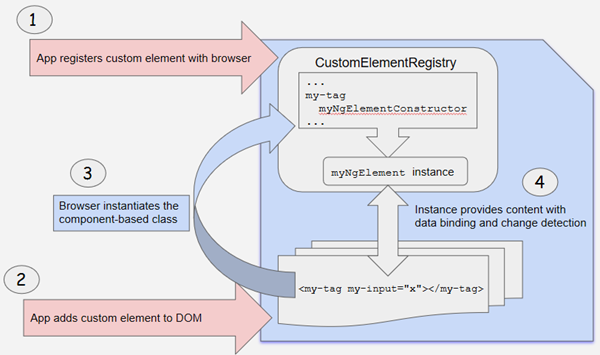 1
App registers custom element with browser
CustomElementRegistry
...
my-tag
myNgElementConstructor
...
myNgElement instance
3
Browser instantiates the
component-based class
4
Instance provides content with
data binding and change detection
2
App adds custom element to DOM
<my-tag my-input="x"></my-tag>